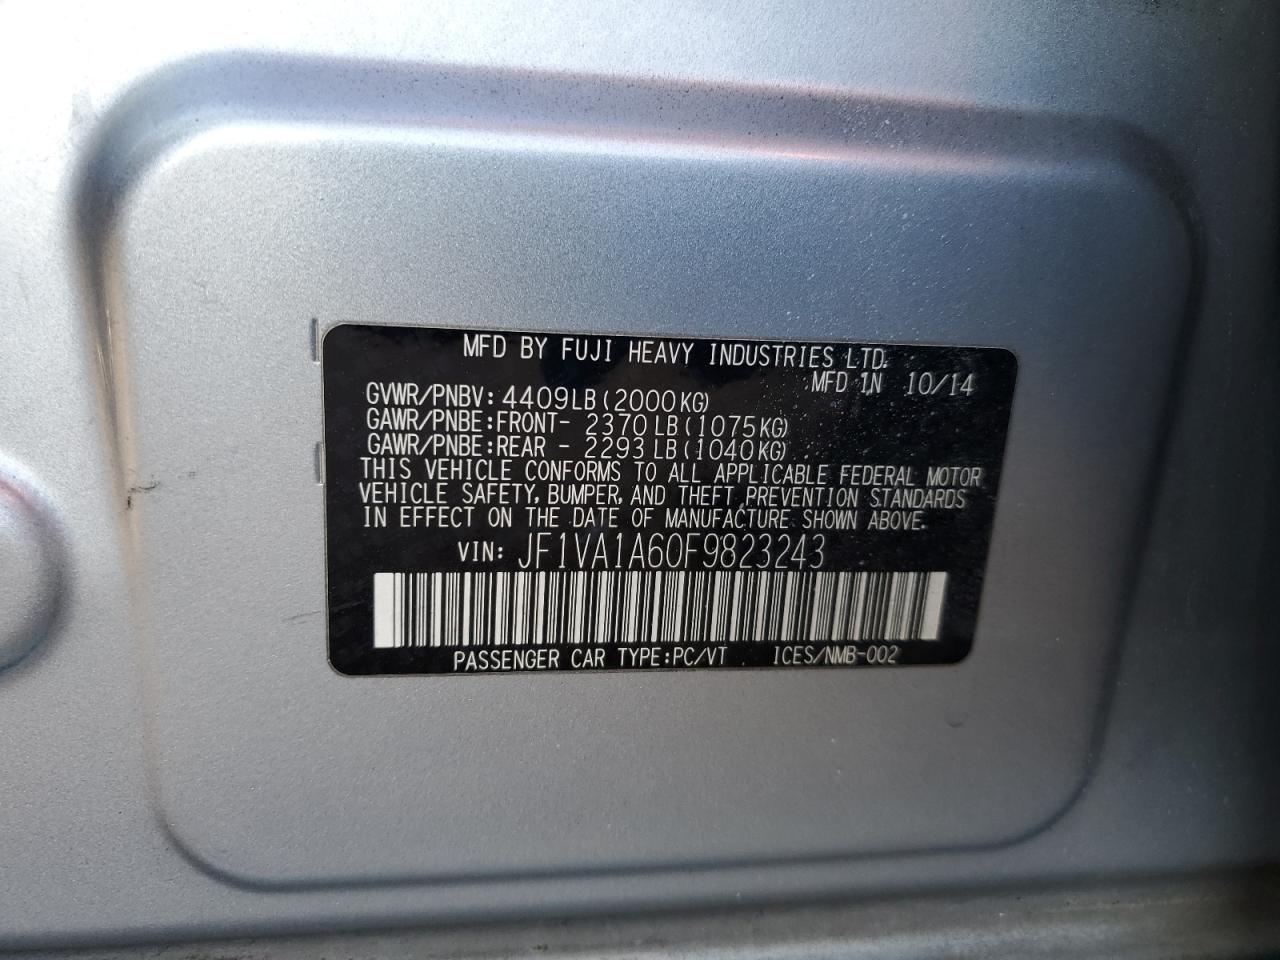 MFD BY FUJI HEAVY INDUSTRIES LTD.
MFD IN 10/14
GVWR/PNBV: 4409LB(2000KG)
GAWR/PNBE:FRONT- 2370LB(1075KG)
GAWR/PNBE:REAR - 2293LB(1040KG)
THIS VEHICLE CONFORMS TO ALL APPLICABLE FEDERAL MOTOR
VEHICLE SAFETY, BUMPER, AND THEFT PREVENTION STANDARDS
IN EFFECT ON THE DATE OF MANUFACTURE SHOWN ABOVE.
VIN: JF1VA1A60F9823243
PASSENGER CAR TYPE:PC/VT ICES/NMB-002